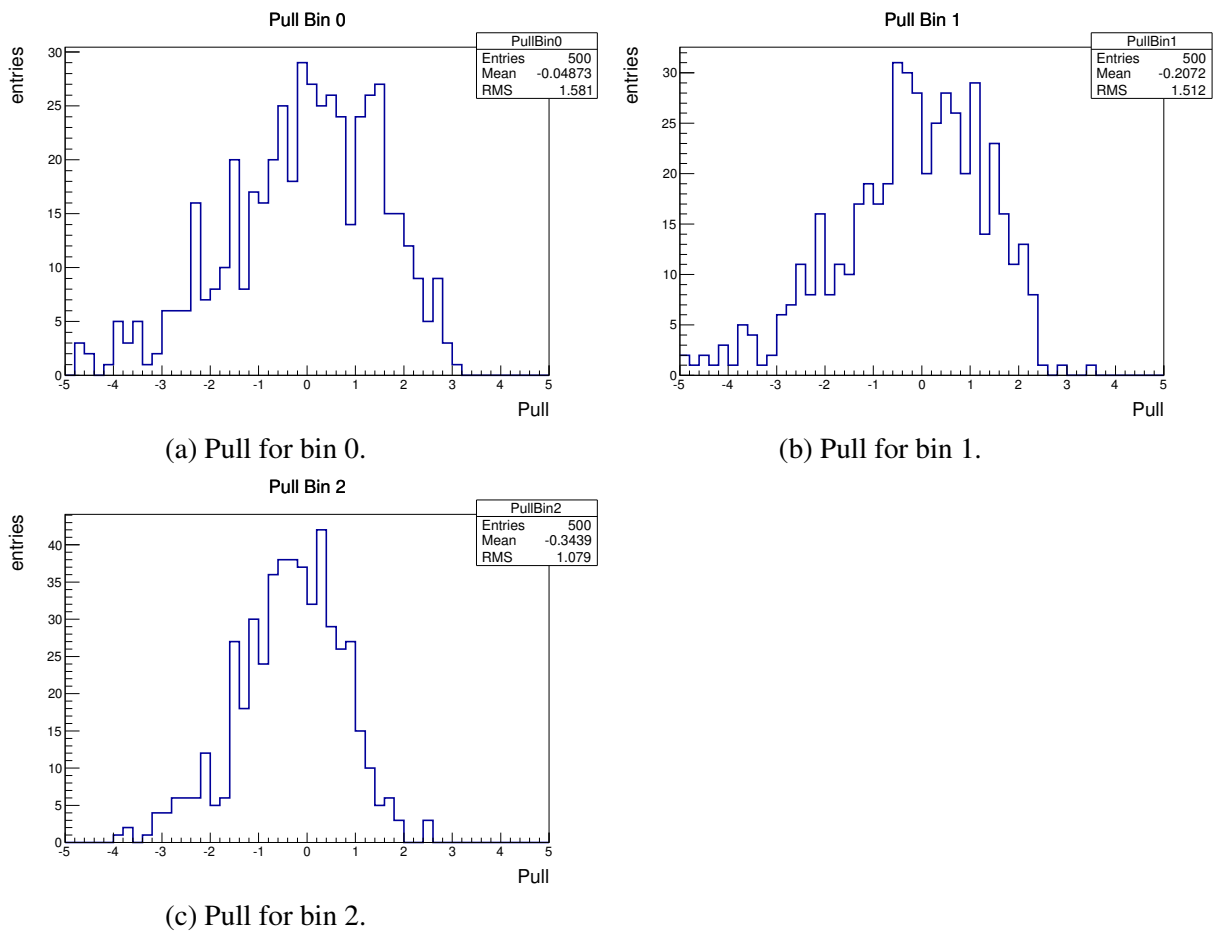 Pull Bin 0
entries
PullBin0
Entries 500
Mean -0.04873
RMS 1.581
30
25
20
15
10
5
0
-5 -4 -3 -2 -1 0 1 2 3 4 5
Pull
(a) Pull for bin 0.
Pull Bin 1
entries
PullBin1
Entries 500
Mean -0.2072
RMS 1.512
30
25
20
15
10
5
0
-5 -4 -3 -2 -1 0 1 2 3 4 5
Pull
(b) Pull for bin 1.
Pull Bin 2
entries
PullBin2
Entries 500
Mean -0.3439
RMS 1.079
40
35
30
25
20
15
10
5
0
-5 -4 -3 -2 -1 0 1 2 3 4 5
Pull
(c) Pull for bin 2.